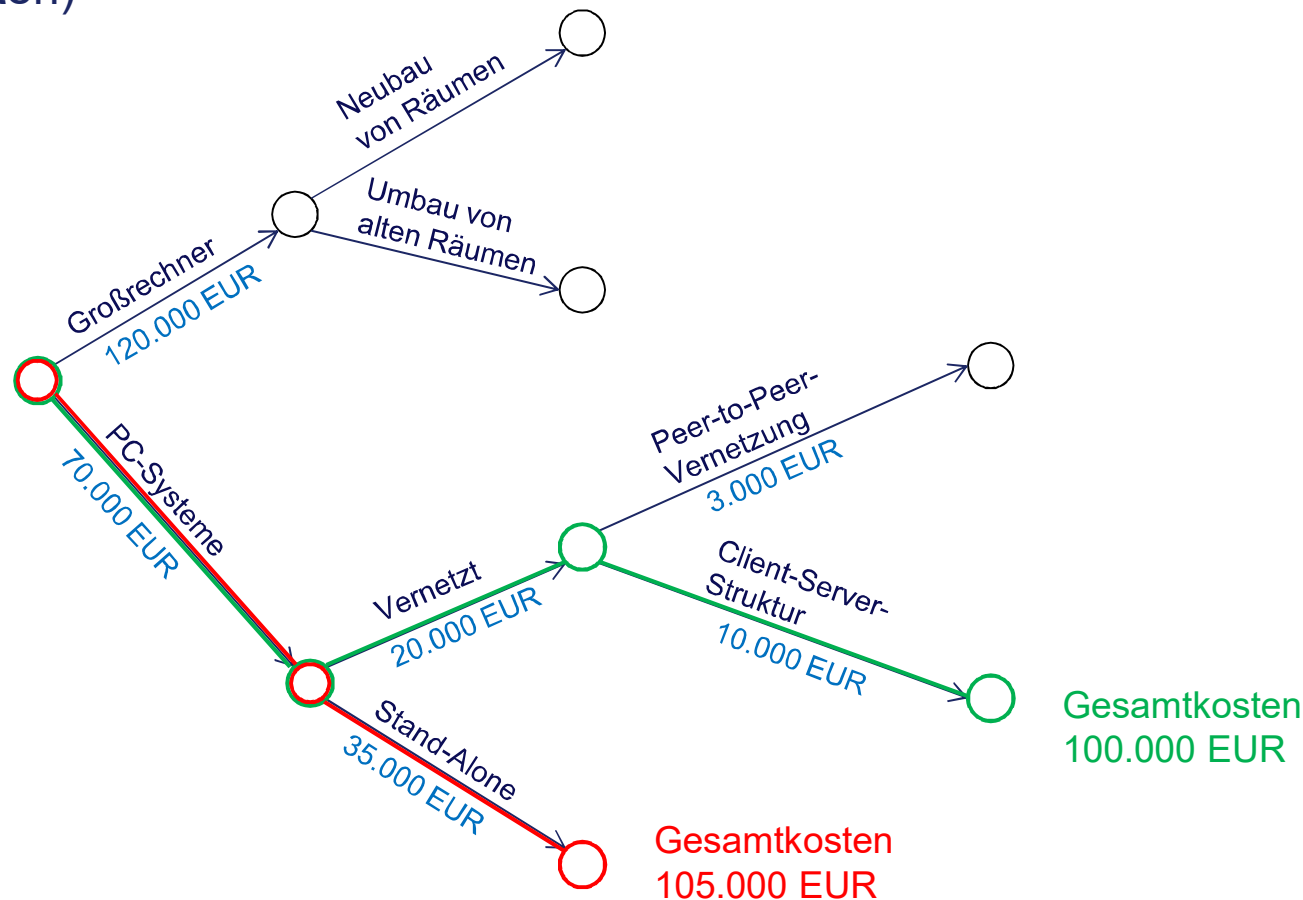 Neubau
von Räumen
Umbau von
alten Räumen
Großrechner
120.000 EUR
PC-Systeme
70.000 EUR
Peer-to-Peer-
Vernetzung
3.000 EUR
Vernetzt
20.000 EUR
Client-Server-
Struktur
10.000 EUR
Stand-Alone
35.000 EUR
Gesamtkosten
100.000 EUR
Gesamtkosten
105.000 EUR